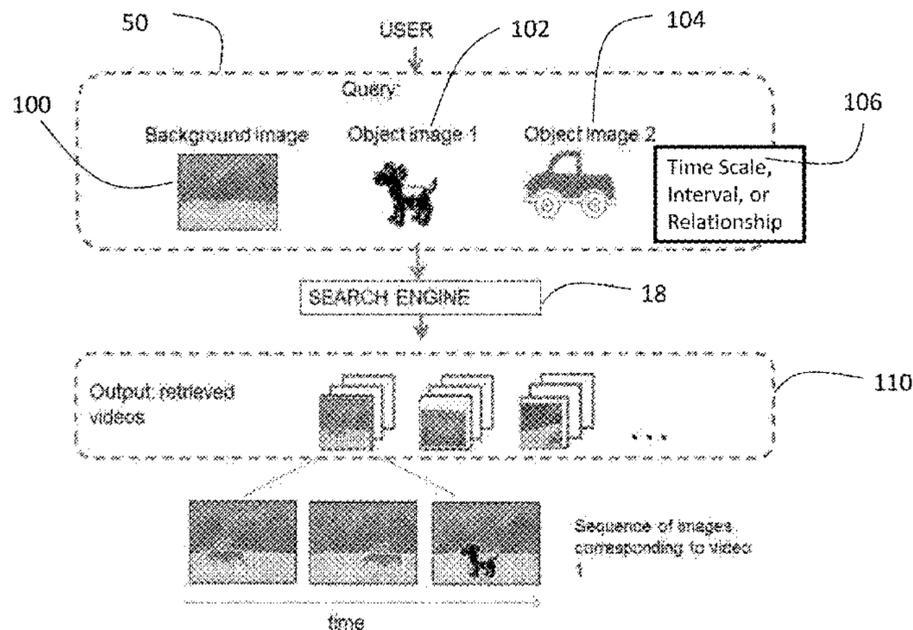 50
USER
102
104
Query:
100
106
Background image
Object image 1
Object image 2
Time Scale,
Interval, or
Relationship
SEARCH ENGINE
18
Output: retrieved
videos
110
...
Sequence of images
corresponding to video
1
time